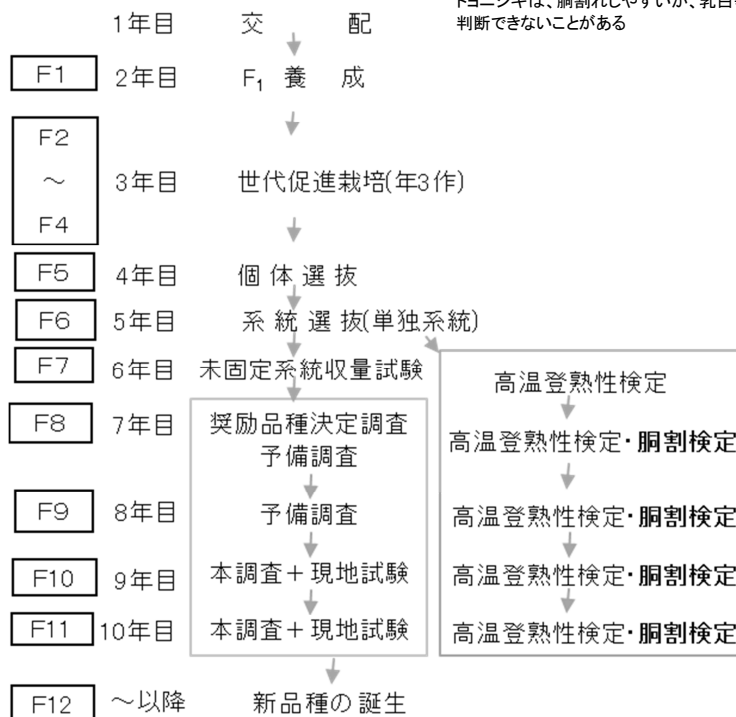 トヨニシキは、胴割れしやすいが、乳白
判断できないことがある
1年目 交 配
F1 2年目 F₁ 養 成
F2
～ 3年目 世代促進栽培(年3作)
F4
F5 4年目 個 体 選 抜
F6 5年目 系 統 選 抜(単独系統)
F7 6年目 未固定系統収量試験
高温登熟性検定
F8 7年目 奨励品種決定調査
予備調査
高温登熟性検定・胴割検定
F9 8年目 予備調査 高温登熟性検定・胴割検定
F10 9年目 本調査＋現地試験 高温登熟性検定・胴割検定
F11 10年目 本調査＋現地試験 高温登熟性検定・胴割検定
F12 ～以降 新品種の誕生